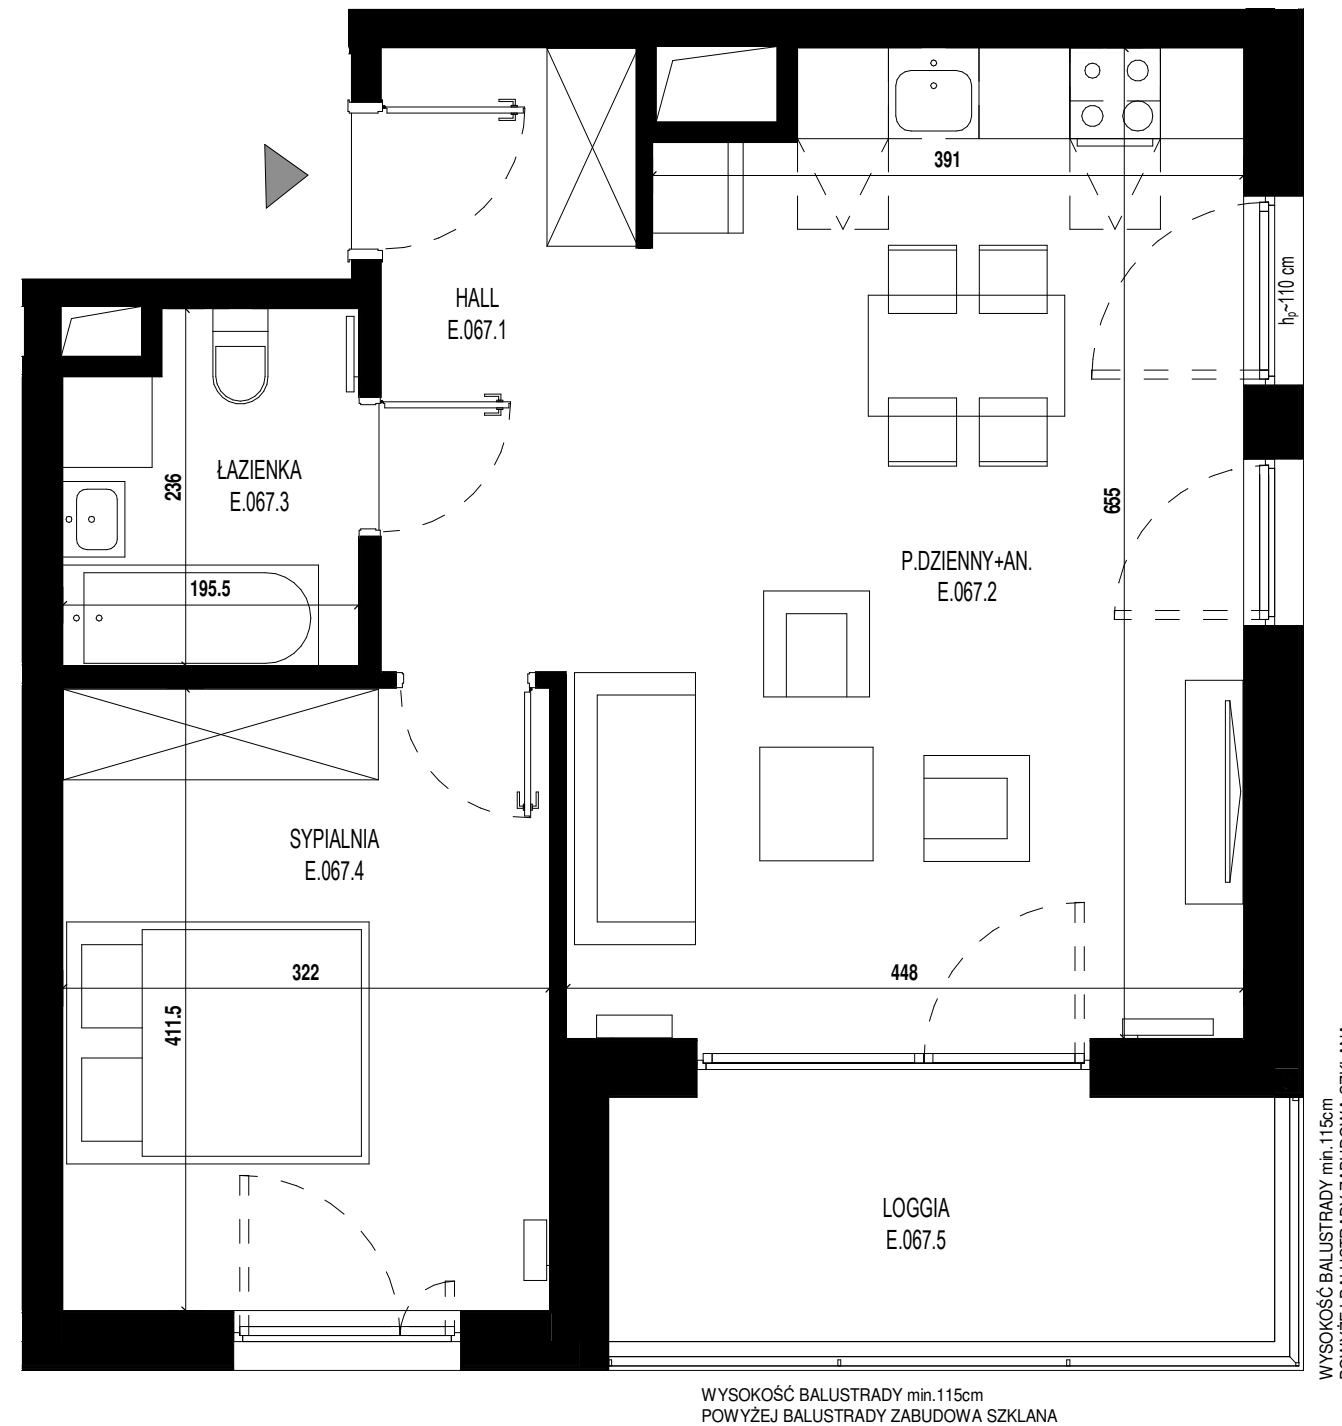 391
HALL
E.067.1
hp~110 cm
ŁAZIENKA
E.067.3
236
655
P.DZIENNY+AN.
E.067.2
195.5
SYPIALNIA
E.067.4
322
448
411.5
LOGGIA
E.067.5
WYSOKOŚĆ BALUSTRADY min.115cm
WYSOKOŚĆ BALUSTRADY min.115cm
POWYŻEJ BALUSTRADY ZABUDOWA SZKLANA